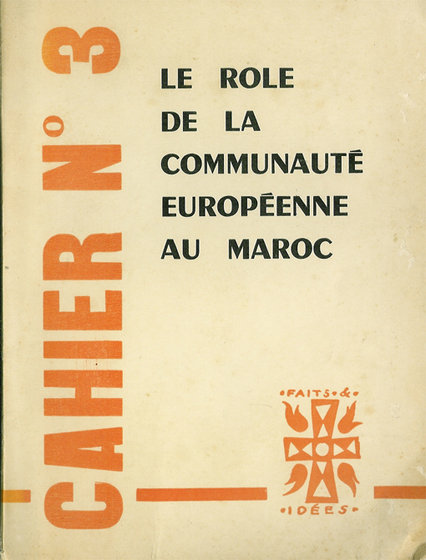 CAHIER N° 3
LE ROLE
DE LA
COMMUNAUTÉ
EUROPÉENNE
AU MAROC
•FAITS•&•
•IDÉES•